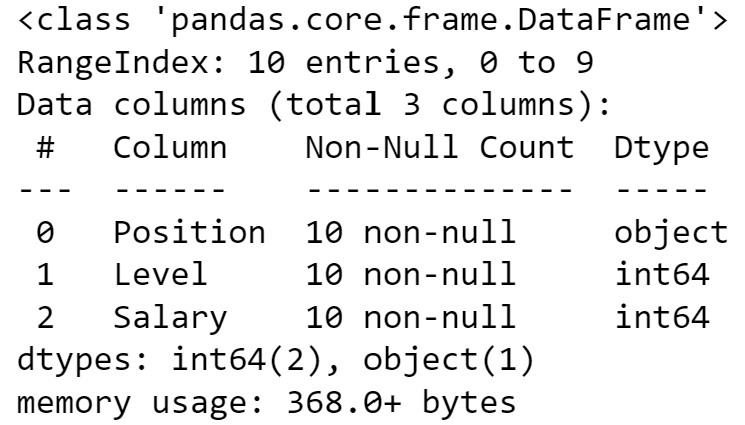 <class 'pandas.core.frame.DataFrame'>
RangeIndex: 10 entries, 0 to 9
Data columns (total 3 columns):
 #   Column    Non-Null Count  Dtype
---  ------    --------------  -----
 0   Position  10 non-null     object
 1   Level     10 non-null     int64
 2   Salary    10 non-null     int64
dtypes: int64(2), object(1)
memory usage: 368.0+ bytes